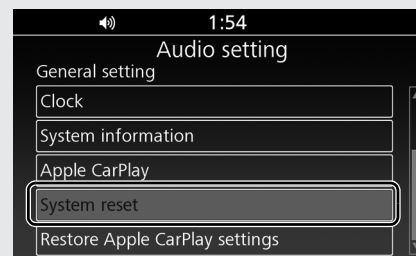 1:54
Audio setting
General setting
Clock
System information
Apple CarPlay
System reset
Restore Apple CarPlay settings